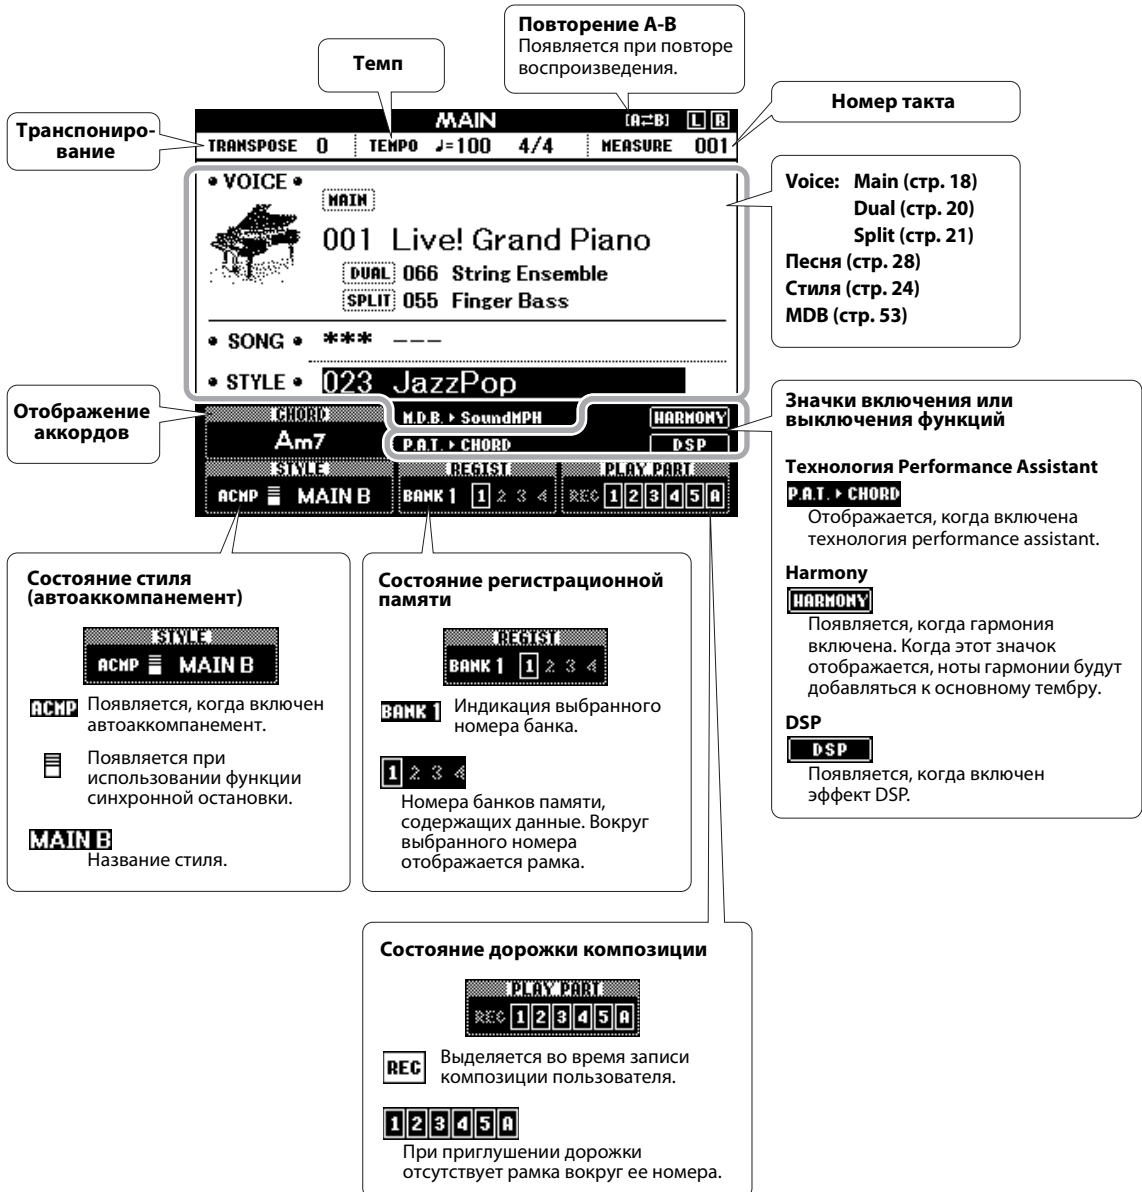 Повторение A-B
Появляется при повторе
воспроизведения.
Темп
Номер такта
Транспониро-
вание
MAIN [A⇄B] L R
TRANSPOSE 0 TEMPO ♩=100 4/4 MEASURE 001
• VOICE •
MAIN
001 Live! Grand Piano
DUAL 066 String Ensemble
SPLIT 055 Finger Bass
• SONG • *** ---
• STYLE • 023 JazzPop
CHORD M.D.B. ▸ SoundMPH HARMONY
Am7 P.A.T. ▸ CHORD DSP
STYLE REGIST PLAY PART
ACMP MAIN B BANK 1 1 2 3 4 REC 1 2 3 4 5 A
Voice: Main (стр. 18)
Dual (стр. 20)
Split (стр. 21)
Песня (стр. 28)
Стиля (стр. 24)
MDB (стр. 53)
Отображение
аккордов
Значки включения или
выключения функций
Технология Performance Assistant
P.A.T. ▸ CHORD
Отображается, когда включена
технология performance assistant.
Harmony
HARMONY
Появляется, когда гармония
включена. Когда этот значок
отображается, ноты гармонии будут
добавляться к основному тембру.
DSP
DSP
Появляется, когда включен
эффект DSP.
Состояние стиля
(автоаккомпанемент)
STYLE
ACMP MAIN B
ACMP Появляется, когда включен
автоаккомпанемент.
Появляется при
использовании функции
синхронной остановки.
MAIN B
Название стиля.
Состояние регистрационной
памяти
REGIST
BANK 1 1 2 3 4
BANK 1 Индикация выбранного
номера банка.
1 2 3 4
Номера банков памяти,
содержащих данные. Вокруг
выбранного номера
отображается рамка.
Состояние дорожки композиции
PLAY PART
REC 1 2 3 4 5 A
REC Выделяется во время записи
композиции пользователя.
1 2 3 4 5 A
При приглушении дорожки
отсутствует рамка вокруг ее номера.